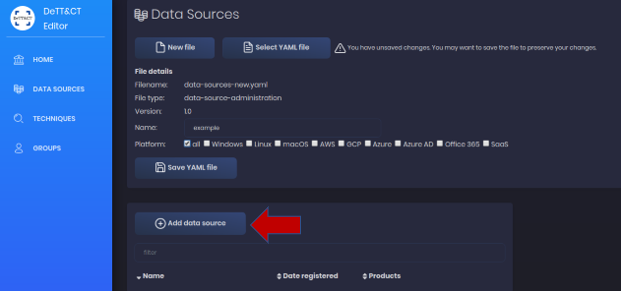 DeTT&CT
Editor
HOME
DATA SOURCES
TECHNIQUES
GROUPS
Data Sources
New file
Select YAML file
You have unsaved changes. You may want to save the file to preserve your changes.
File details
Filename: data-sources-new.yaml
File type: data-source-administration
Version: 1.0
Name: example
Platform: all Windows Linux macOS AWS GCP Azure Azure AD Office 365 SaaS
Save YAML file
Add data source
filter
Name Date registered Products